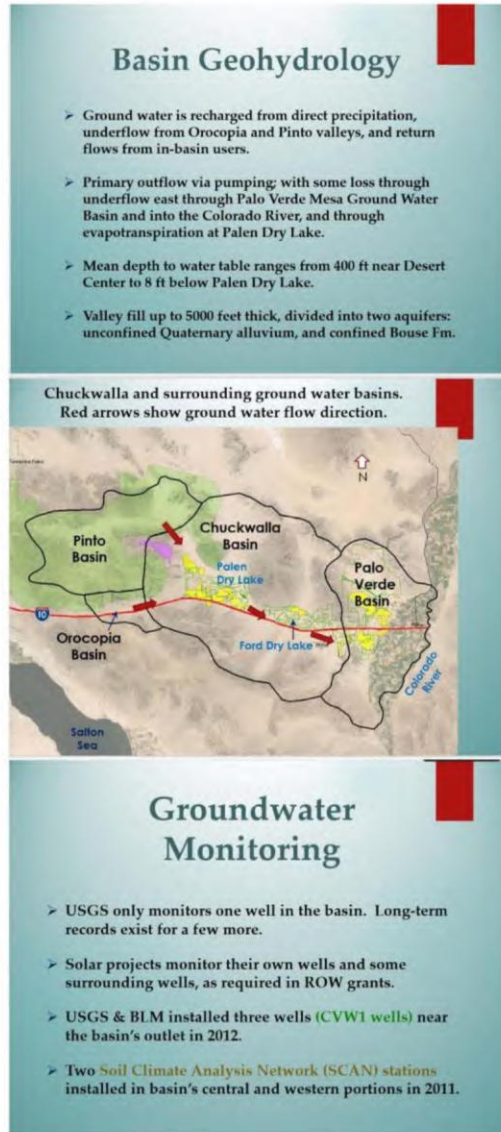 Basin Geohydrology
➢ Ground water is recharged from direct precipitation,
underflow from Orocopia and Pinto valleys, and return
flows from in-basin users.
➢ Primary outflow via pumping; with some loss through
underflow east through Palo Verde Mesa Ground Water
Basin and into the Colorado River, and through
evapotranspiration at Palen Dry Lake.
➢ Mean depth to water table ranges from 400 ft near Desert
Center to 8 ft below Palen Dry Lake.
➢ Valley fill up to 5000 feet thick, divided into two aquifers:
unconfined Quaternary alluvium, and confined Bouse Fm.
Chuckwalla and surrounding ground water basins.
Red arrows show ground water flow direction.
N
Pinto
Basin
Chuckwalla
Basin
Palen
Dry Lake
Palo
Verde
Basin
10
Orocopia
Basin
Ford Dry Lake
Colorado
River
Salton
Sea
Groundwater
Monitoring
➢ USGS only monitors one well in the basin. Long-term
records exist for a few more.
➢ Solar projects monitor their own wells and some
surrounding wells, as required in ROW grants.
➢ USGS & BLM installed three wells (CVW1 wells) near
the basin's outlet in 2012.
➢ Two Soil Climate Analysis Network (SCAN) stations
installed in basin's central and western portions in 2011.